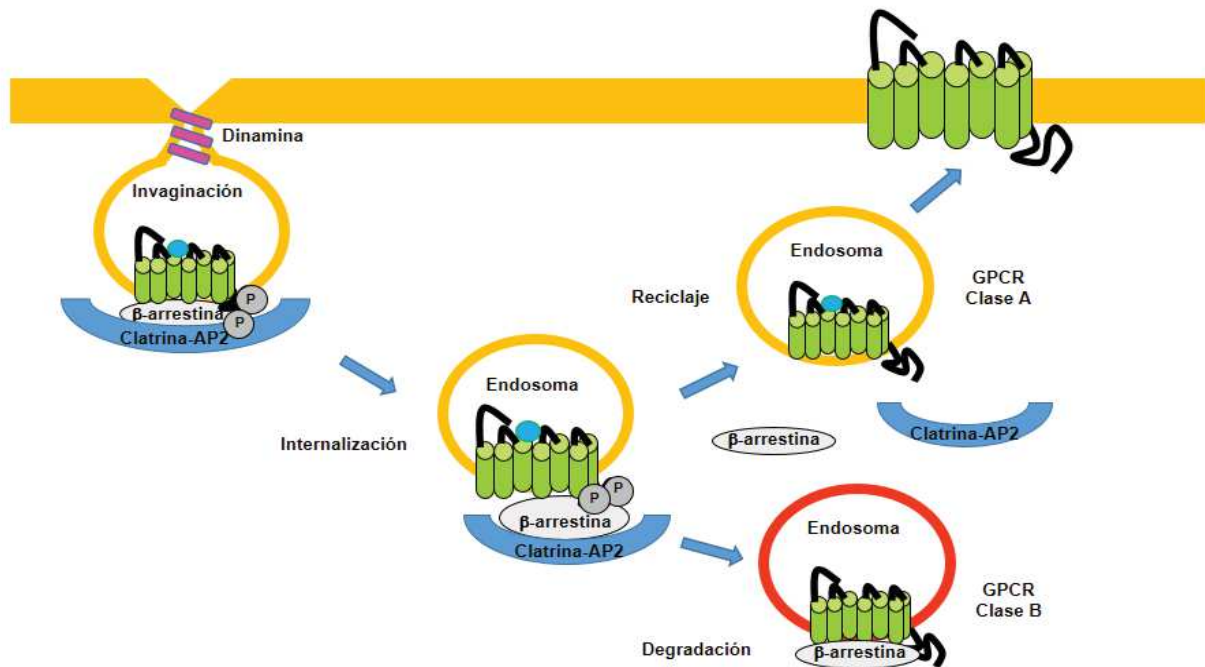 Dinamina
Invaginación
P
β-arrestina
P
Clatrina-AP2
Internalización
Endosoma
P
P
β-arrestina
Clatrina-AP2
Reciclaje
Endosoma
GPCR
Clase A
β-arrestina
Clatrina-AP2
Endosoma
GPCR
Clase B
Degradación
β-arrestina